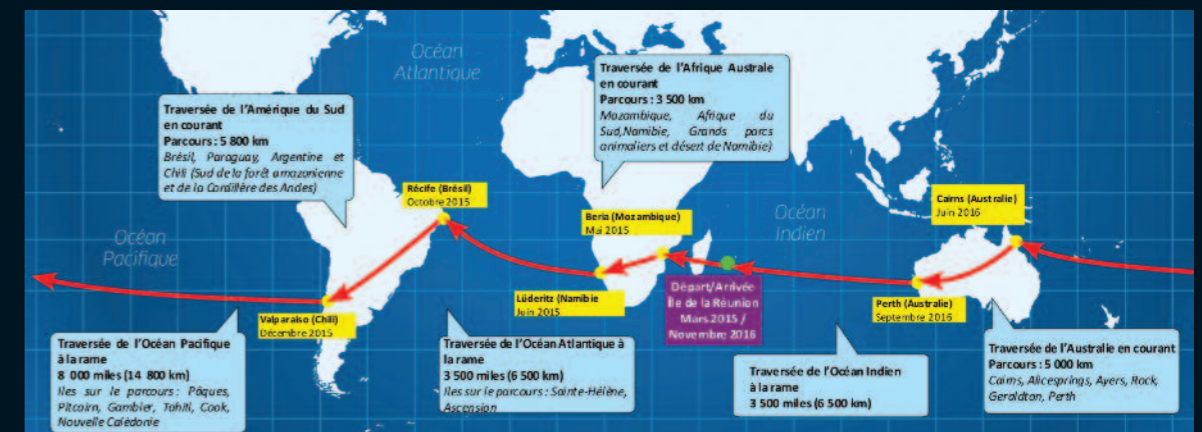 Océan
Atlantique
Traversée de l'Afrique Australe
en courant
Parcours : 3 500 km
Mozambique, Afrique du
Sud,Namibie, Grands parcs
animaliers et désert de Namibie)
Traversée de l'Amérique du Sud
en courant
Parcours : 5 800 km
Brésil, Paraguay, Argentine et
Chili (Sud de la forêt amazonienne
et de la Cordillère des Andes)
Récife (Brésil)
Octobre 2015
Beria (Mozambique)
Mai 2015
Océan
Indien
Cairns (Australie)
Juin 2016
Océan
Pacifique
Lüderitz (Namibie
Juin 2015
Départ/Arrivée
Île de la Réunion
Mars 2015 /
Novembre 2016
Perth (Australie)
Septembre 2016
Valparaiso (Chili)
Décembre 2015
Traversée de l'Océan Pacifique
à la rame
8 000 miles (14 800 km)
Iles sur le parcours : Pâques,
Pitcairn, Gambier, Tahiti, Cook,
Nouvelle Calédonie
Traversée de l'Océan Atlantique à
la rame
3 500 miles (6 500 km)
Iles sur le parcours : Sainte-Hélène,
Ascension
Traversée de l'Océan Indien
à la rame
3 500 miles (6 500 km)
Traversée de l'Australie en courant
Parcours : 5 000 km
Cairns, Alicesprings, Ayers, Rock,
Geraldton, Perth